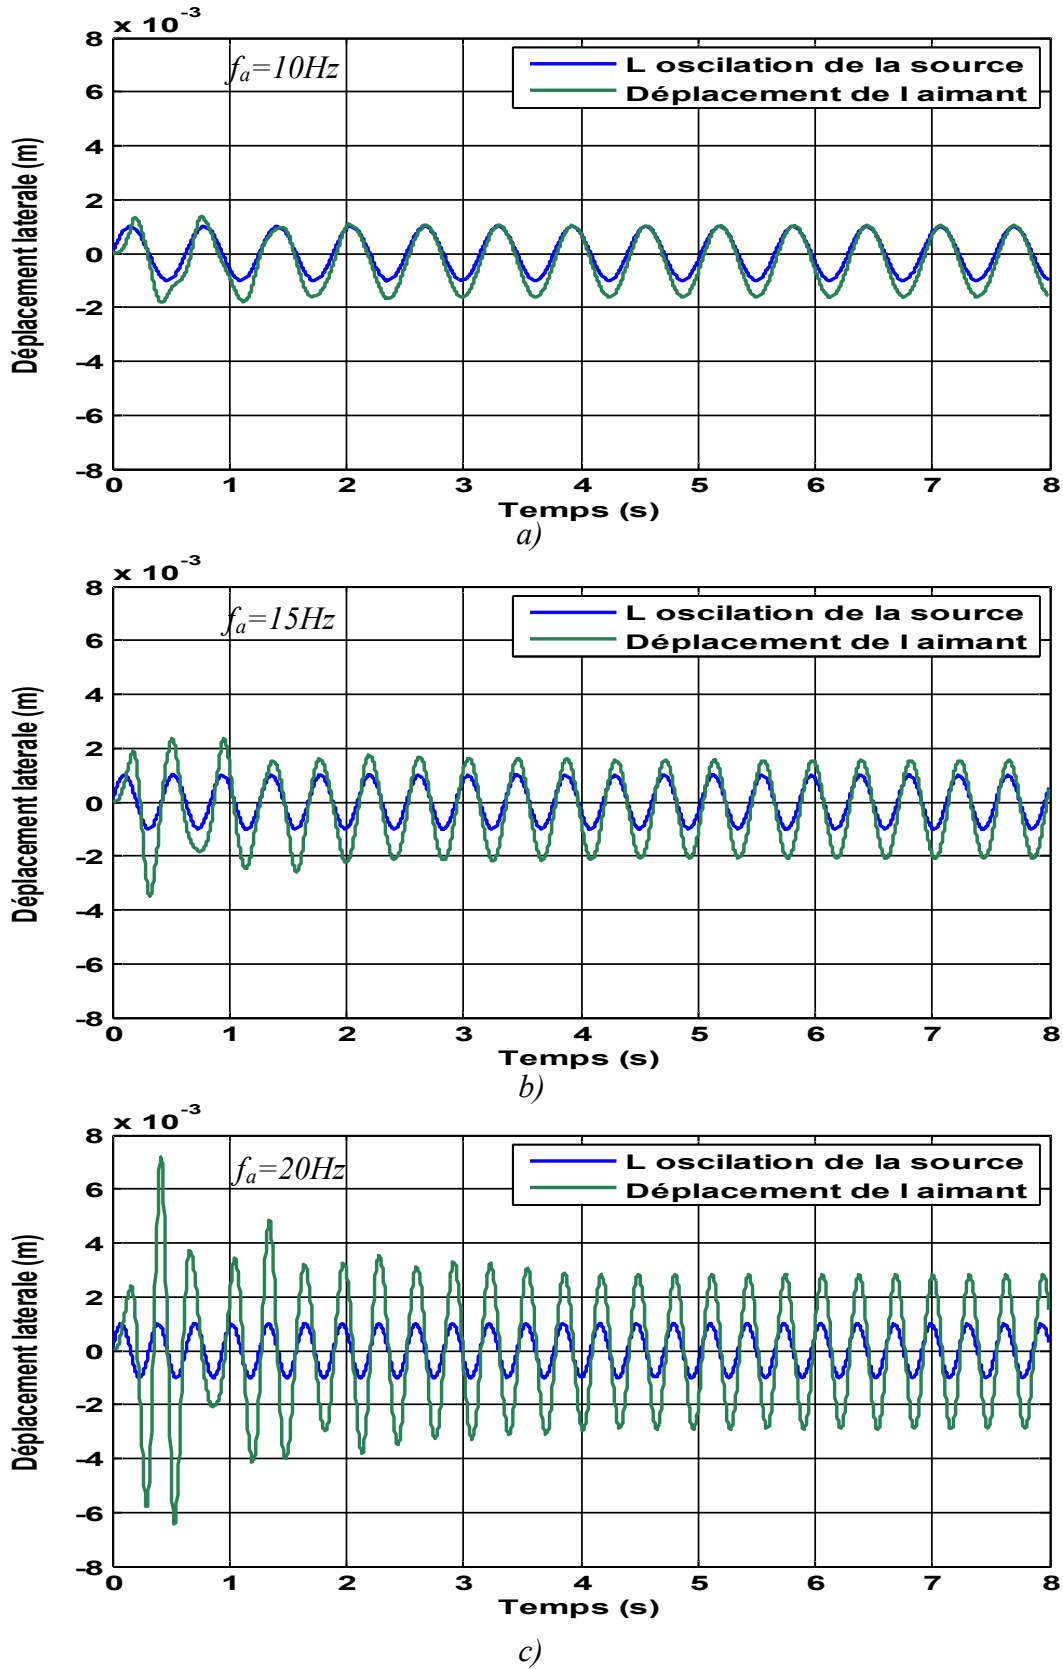 x 10⁻³
fₐ=10Hz
L oscilation de la source
Déplacement de l aimant
Déplacement laterale (m)
8
6
4
2
0
-2
-4
-6
-8
0 1 2 3 4 5 6 7 8
Temps (s)
a)
x 10⁻³
fₐ=15Hz
L oscilation de la source
Déplacement de l aimant
Déplacement laterale (m)
8
6
4
2
0
-2
-4
-6
-8
0 1 2 3 4 5 6 7 8
Temps (s)
b)
x 10⁻³
fₐ=20Hz
L oscilation de la source
Déplacement de l aimant
Déplacement laterale (m)
8
6
4
2
0
-2
-4
-6
-8
0 1 2 3 4 5 6 7 8
Temps (s)
c)